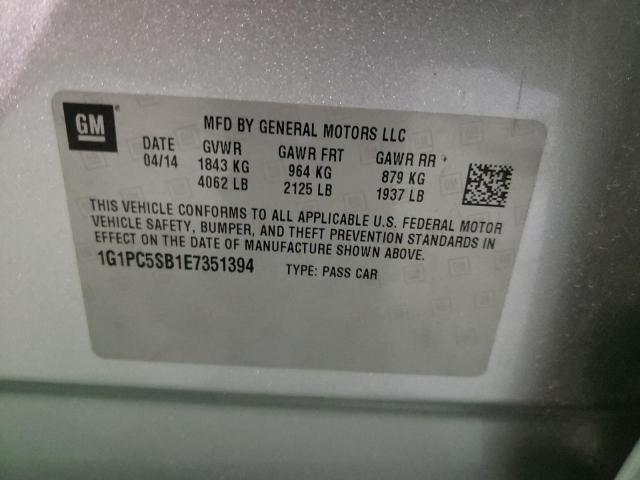 GM
MFD BY GENERAL MOTORS LLC
DATE GVWR GAWR FRT GAWR RR
04/14 1843 KG 964 KG 879 KG
4062 LB 2125 LB 1937 LB
THIS VEHICLE CONFORMS TO ALL APPLICABLE U.S. FEDERAL MOTOR
VEHICLE SAFETY, BUMPER, AND THEFT PREVENTION STANDARDS IN
EFFECT ON THE DATE OF MANUFACTURE SHOWN ABOVE.
1G1PC5SB1E7351394 TYPE: PASS CAR